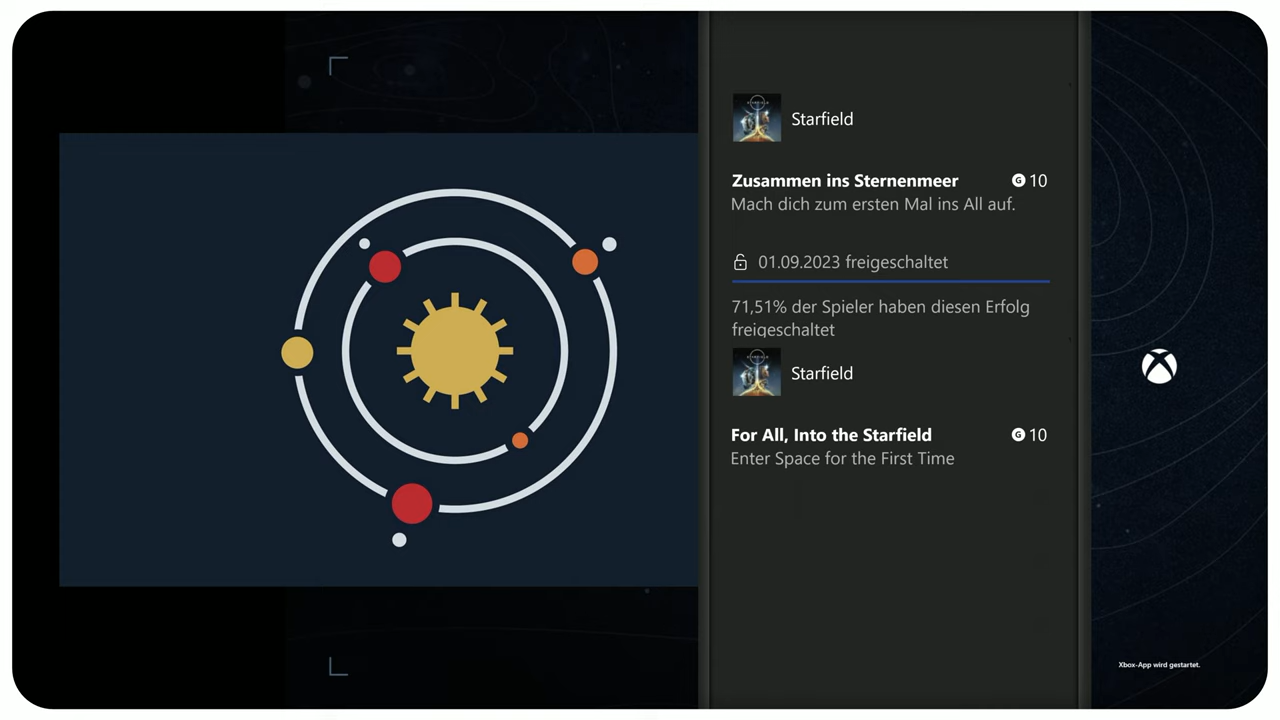 Starfield
Zusammen ins Sternenmeer
G 10
Mach dich zum ersten Mal ins All auf.
01.09.2023 freigeschaltet
71,51% der Spieler haben diesen Erfolg
freigeschaltet
Starfield
For All, Into the Starfield
G 10
Enter Space for the First Time
Xbox-App wird gestartet.